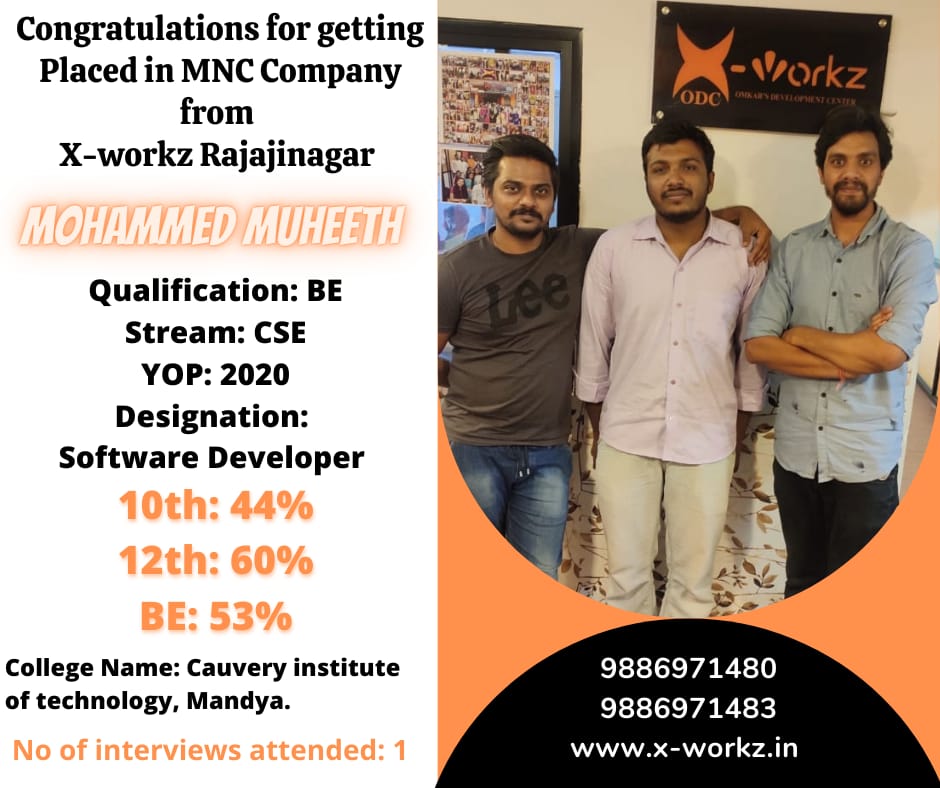 Congratulations for getting
Placed in MNC Company
from
X-workz Rajajinagar
MOHAMMED MUHEETH
Qualification: BE
Stream: CSE
YOP: 2020
Designation:
Software Developer
10th: 44%
12th: 60%
BE: 53%
College Name: Cauvery institute
of technology, Mandya.
No of interviews attended: 1
X-workz
ODC OMKAR'S DEVELOPMENT CENTER
Lee
9886971480
9886971483
www.x-workz.in